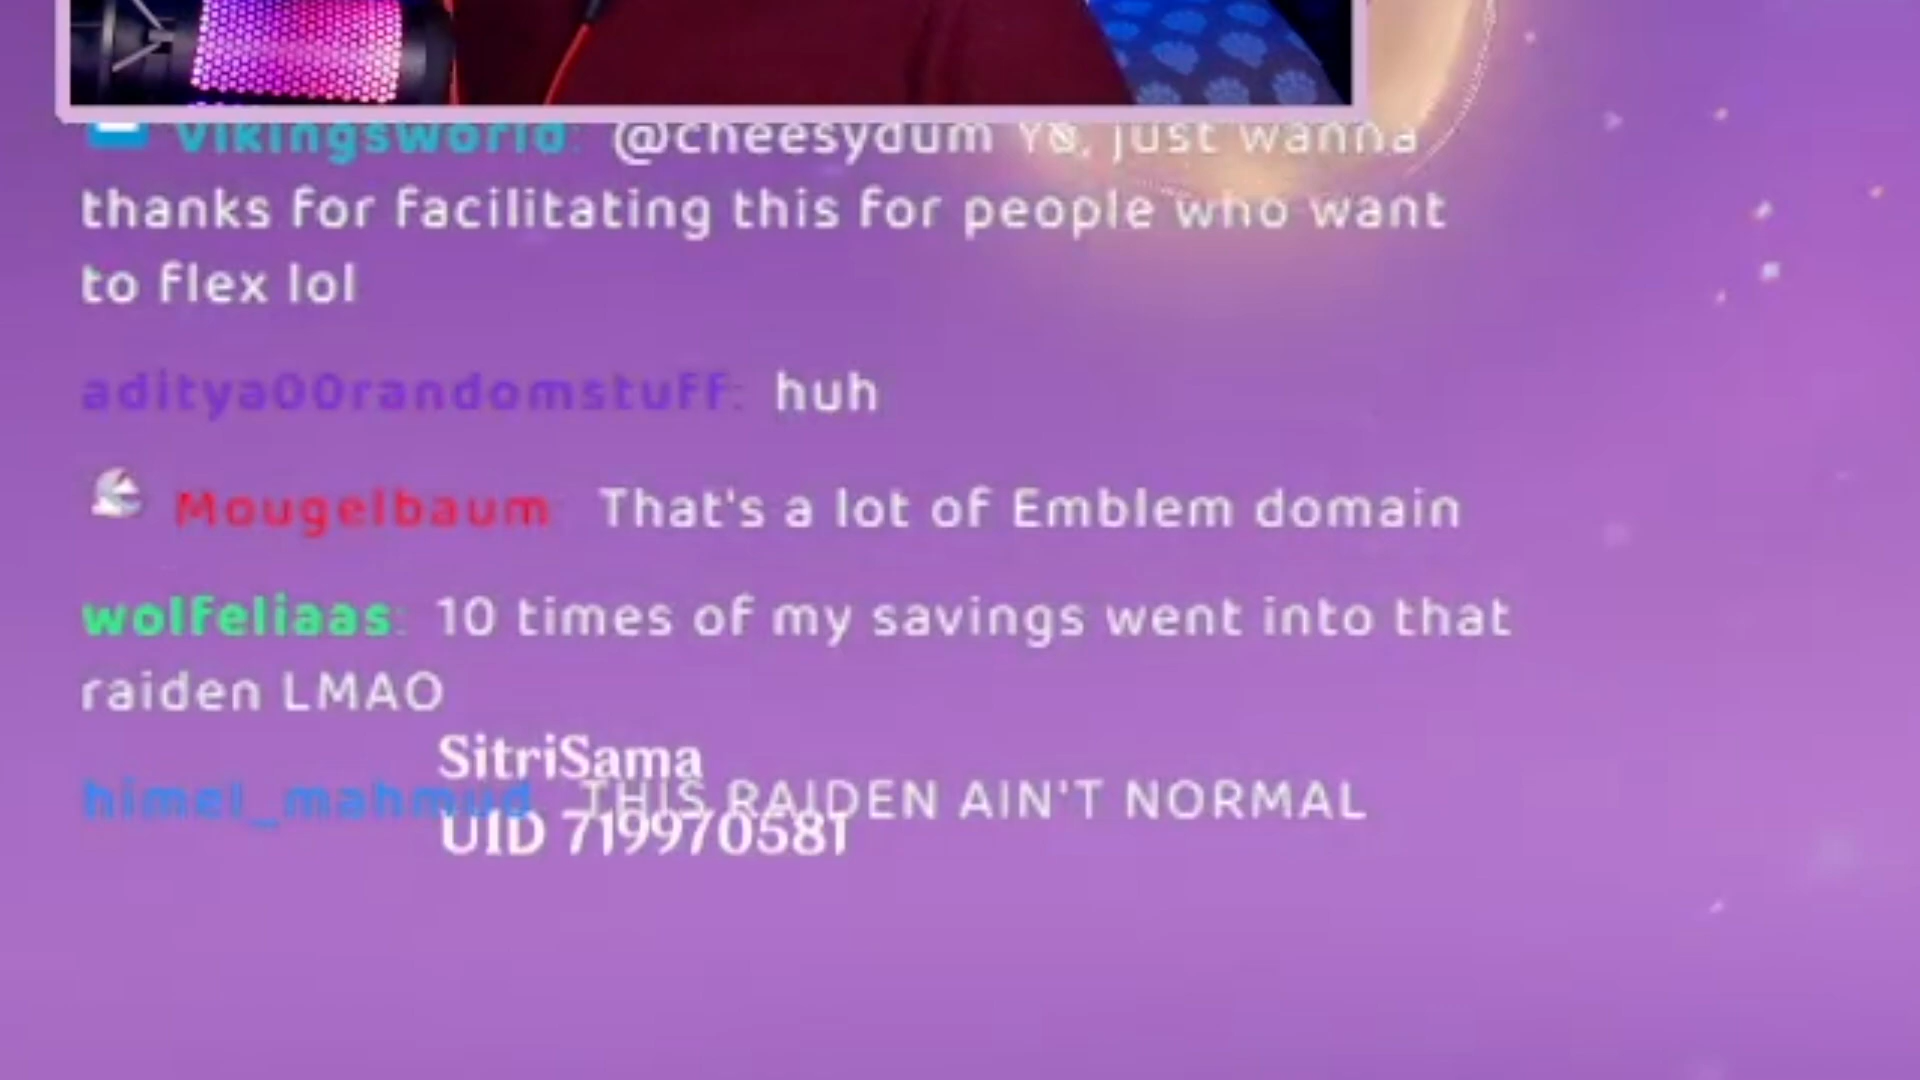 vikingsworld: @cheesydum Yo, just wanna
thanks for facilitating this for people who want
to flex lol
aditya00randomstuff: huh
Mougelbaum: That's a lot of Emblem domain
wolfeliaas: 10 times of my savings went into that
raiden LMAO
SitriSama
himel_mahmud: THIS RAIDEN AIN'T NORMAL
UID 719970581